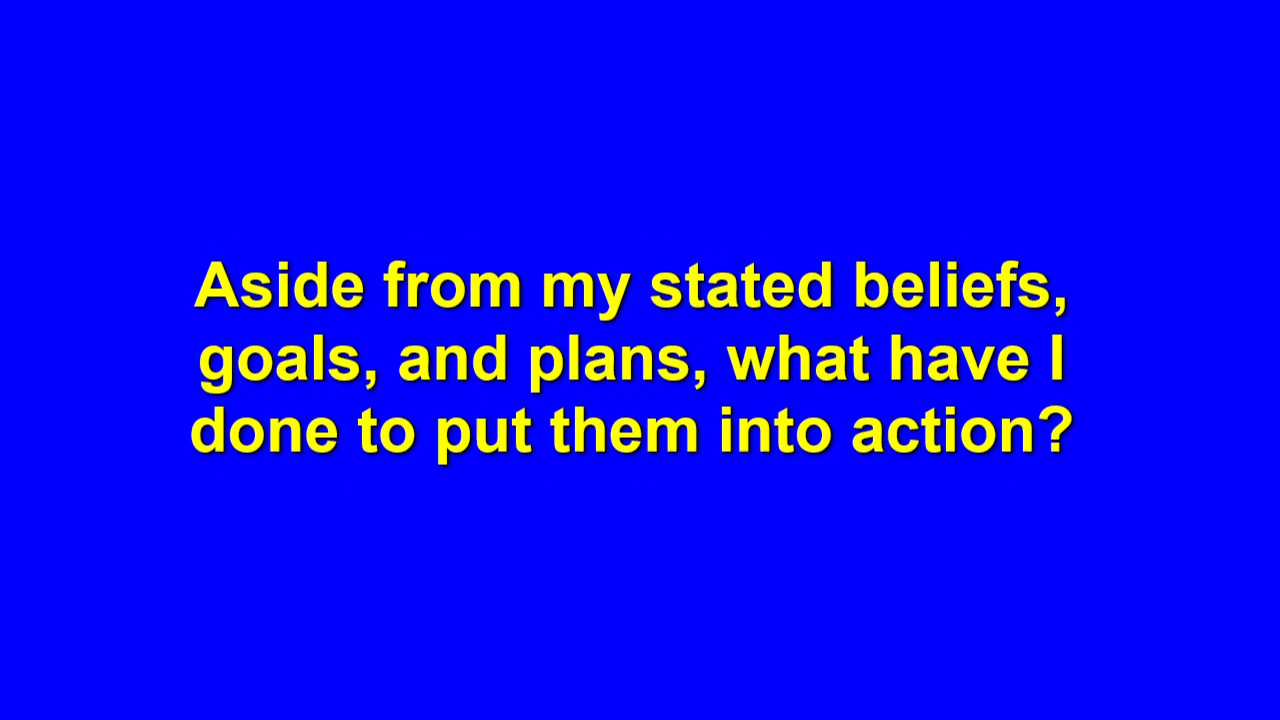 Aside from my stated beliefs,
goals, and plans, what have I
done to put them into action?